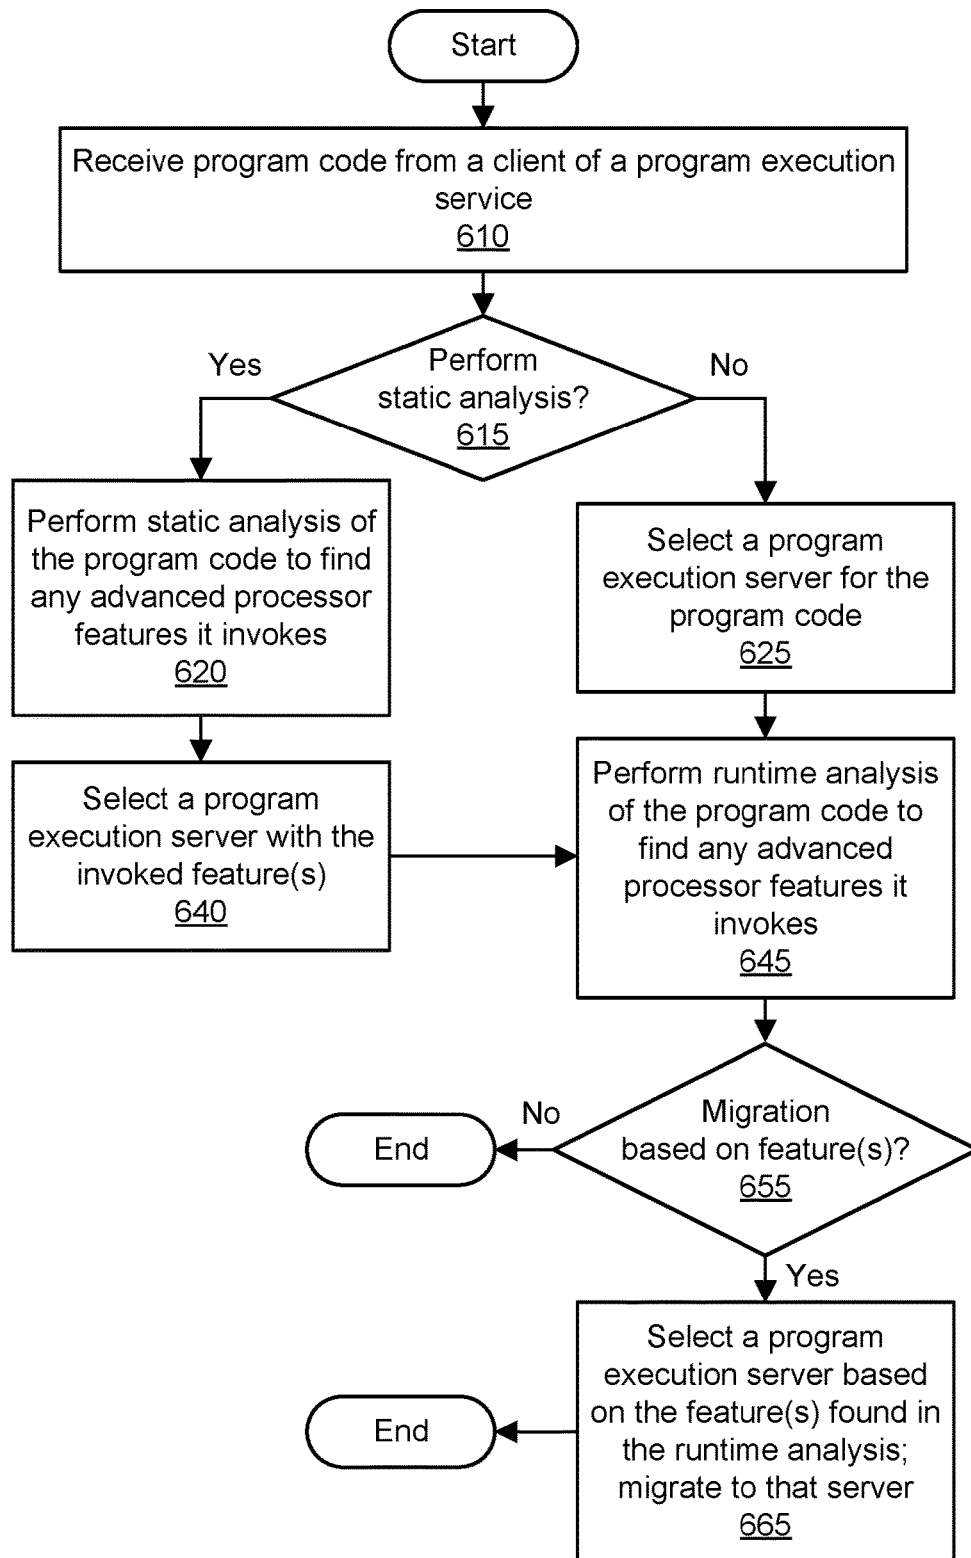 Start
Receive program code from a client of a program execution
service
610
Perform
static analysis?
615
Yes
No
Perform static analysis of
the program code to find
any advanced processor
features it invokes
620
Select a program
execution server for the
program code
625
Select a program
execution server with the
invoked feature(s)
640
Perform runtime analysis
of the program code to
find any advanced
processor features it
invokes
645
Migration
based on feature(s)?
655
No
End
Yes
Select a program
execution server based
on the feature(s) found in
the runtime analysis;
migrate to that server
665
End